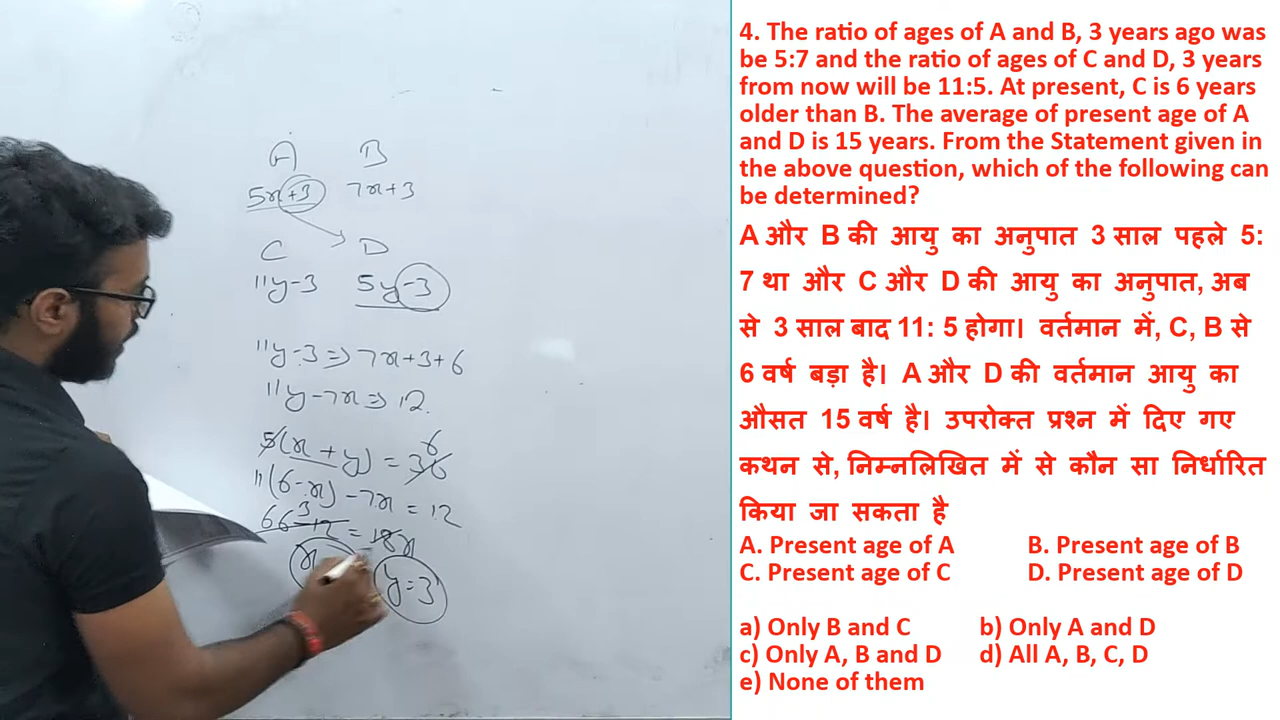 A B
5x+3 7x+3
C D
11y-3 5y-3
11y-3 => 7x+3+6
11y-7x => 12.
5(x+y) = 30 6
11(6-x) -7x = 12
66-12 = 18x 3
x y=3
4. The ratio of ages of A and B, 3 years ago was
be 5:7 and the ratio of ages of C and D, 3 years
from now will be 11:5. At present, C is 6 years
older than B. The average of present age of A
and D is 15 years. From the Statement given in
the above question, which of the following can
be determined?
A और B की आयु का अनुपात 3 साल पहले 5:
7 था और C और D की आयु का अनुपात, अब
से 3 साल बाद 11: 5 होगा। वर्तमान में, C, B से
6 वर्ष बड़ा है। A और D की वर्तमान आयु का
औसत 15 वर्ष है। उपरोक्त प्रश्न में दिए गए
कथन से, निम्नलिखित में से कौन सा निर्धारित
किया जा सकता है
A. Present age of A B. Present age of B
C. Present age of C D. Present age of D
a) Only B and C b) Only A and D
c) Only A, B and D d) All A, B, C, D
e) None of them